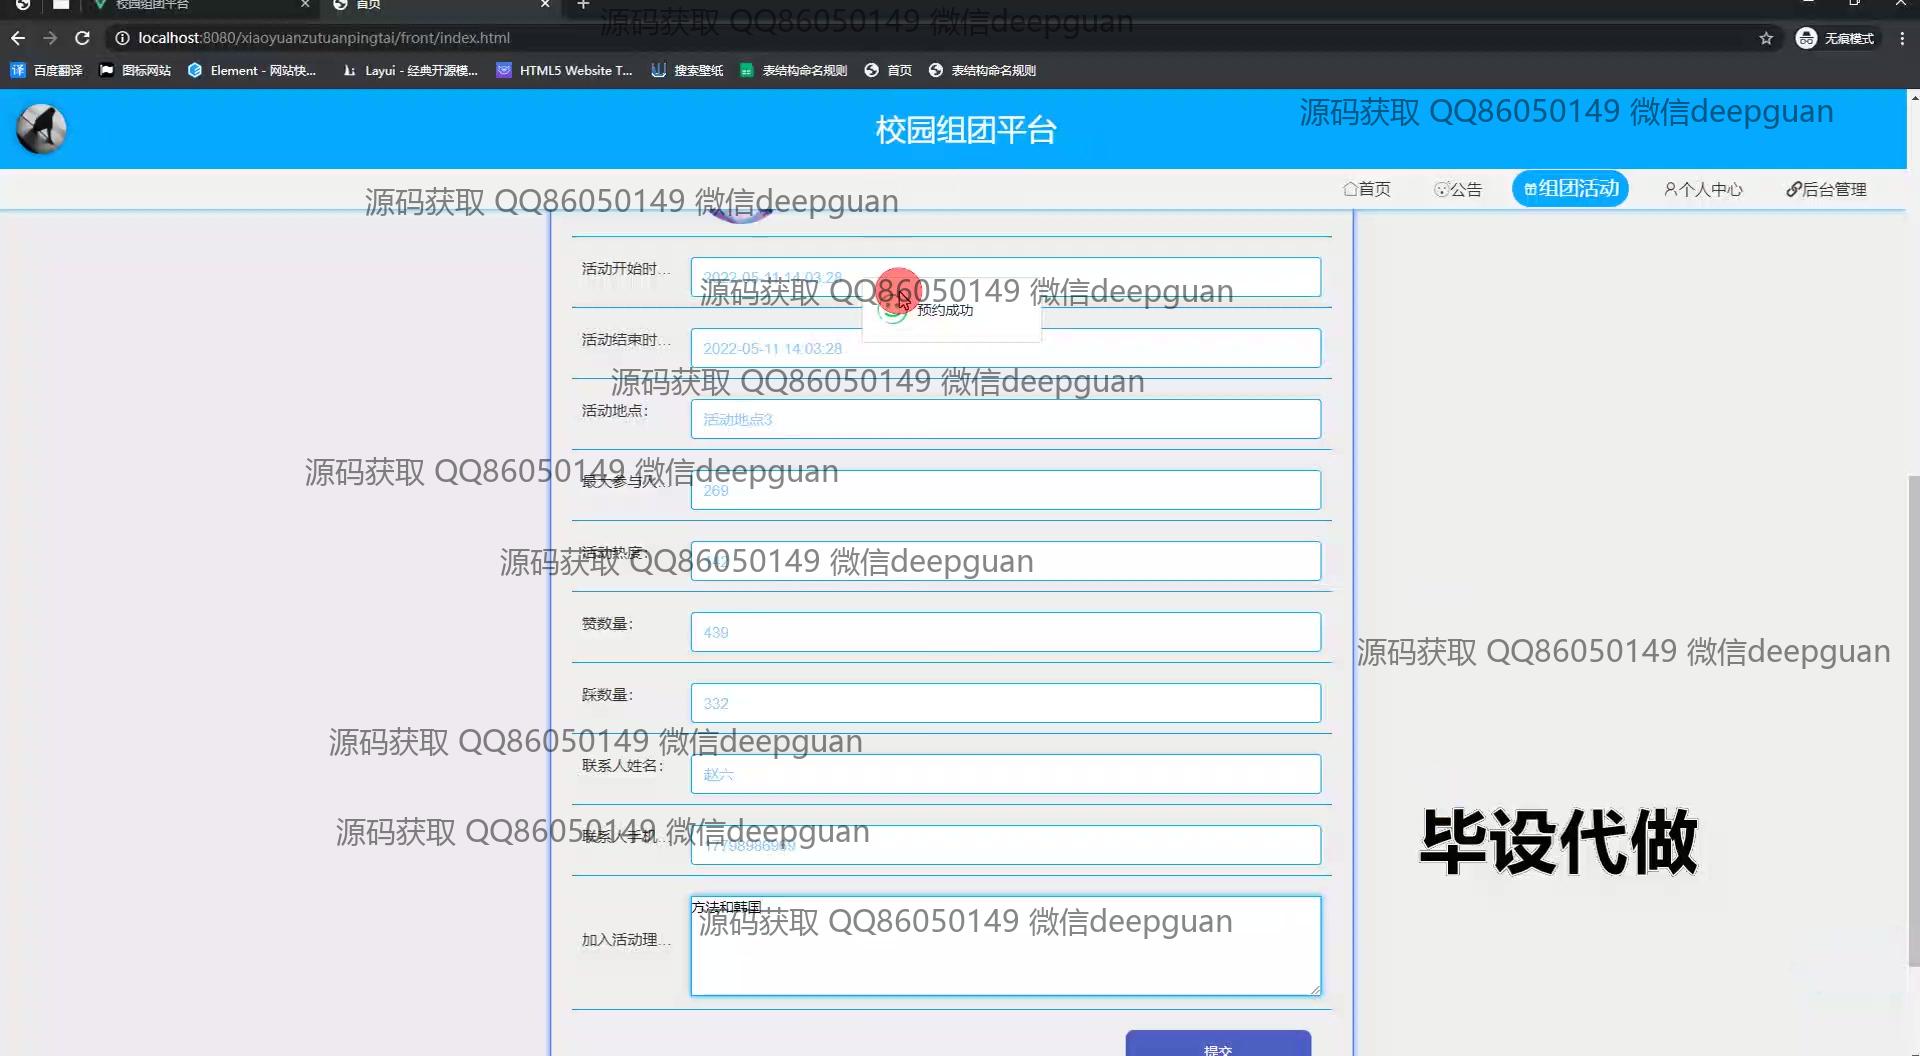 校园组团平台
首页
源码获取 QQ86050149 微信deepguan
localhost:8080/xiaoyuanzutuanpingtai/front/index.html
无痕模式
百度翻译
图标网站
Element - 网站快...
Layui - 经典开源模...
HTML5 Website T...
搜索壁纸
表结构命名规则
首页
表结构命名规则
校园组团平台
源码获取 QQ86050149 微信deepguan
首页
公告
组团活动
个人中心
后台管理
源码获取 QQ86050149 微信deepguan
活动开始时...
2022-05-11 14:03:28
源码获取 QQ86050149 微信deepguan
预约成功
活动结束时...
2022-05-11 14:03:28
源码获取 QQ86050149 微信deepguan
活动地点：
活动地点3
源码获取 QQ86050149 微信deepguan
最大参与人...
269
活动热度：
源码获取 QQ86050149 微信deepguan
赞数量：
439
源码获取 QQ86050149 微信deepguan
踩数量：
332
源码获取 QQ86050149 微信deepguan
联系人姓名：
赵六
源码获取 QQ86050149 微信deepguan
联系人手机...
17798986969
毕设代做
加入活动理...
方法和韩国
源码获取 QQ86050149 微信deepguan
提交